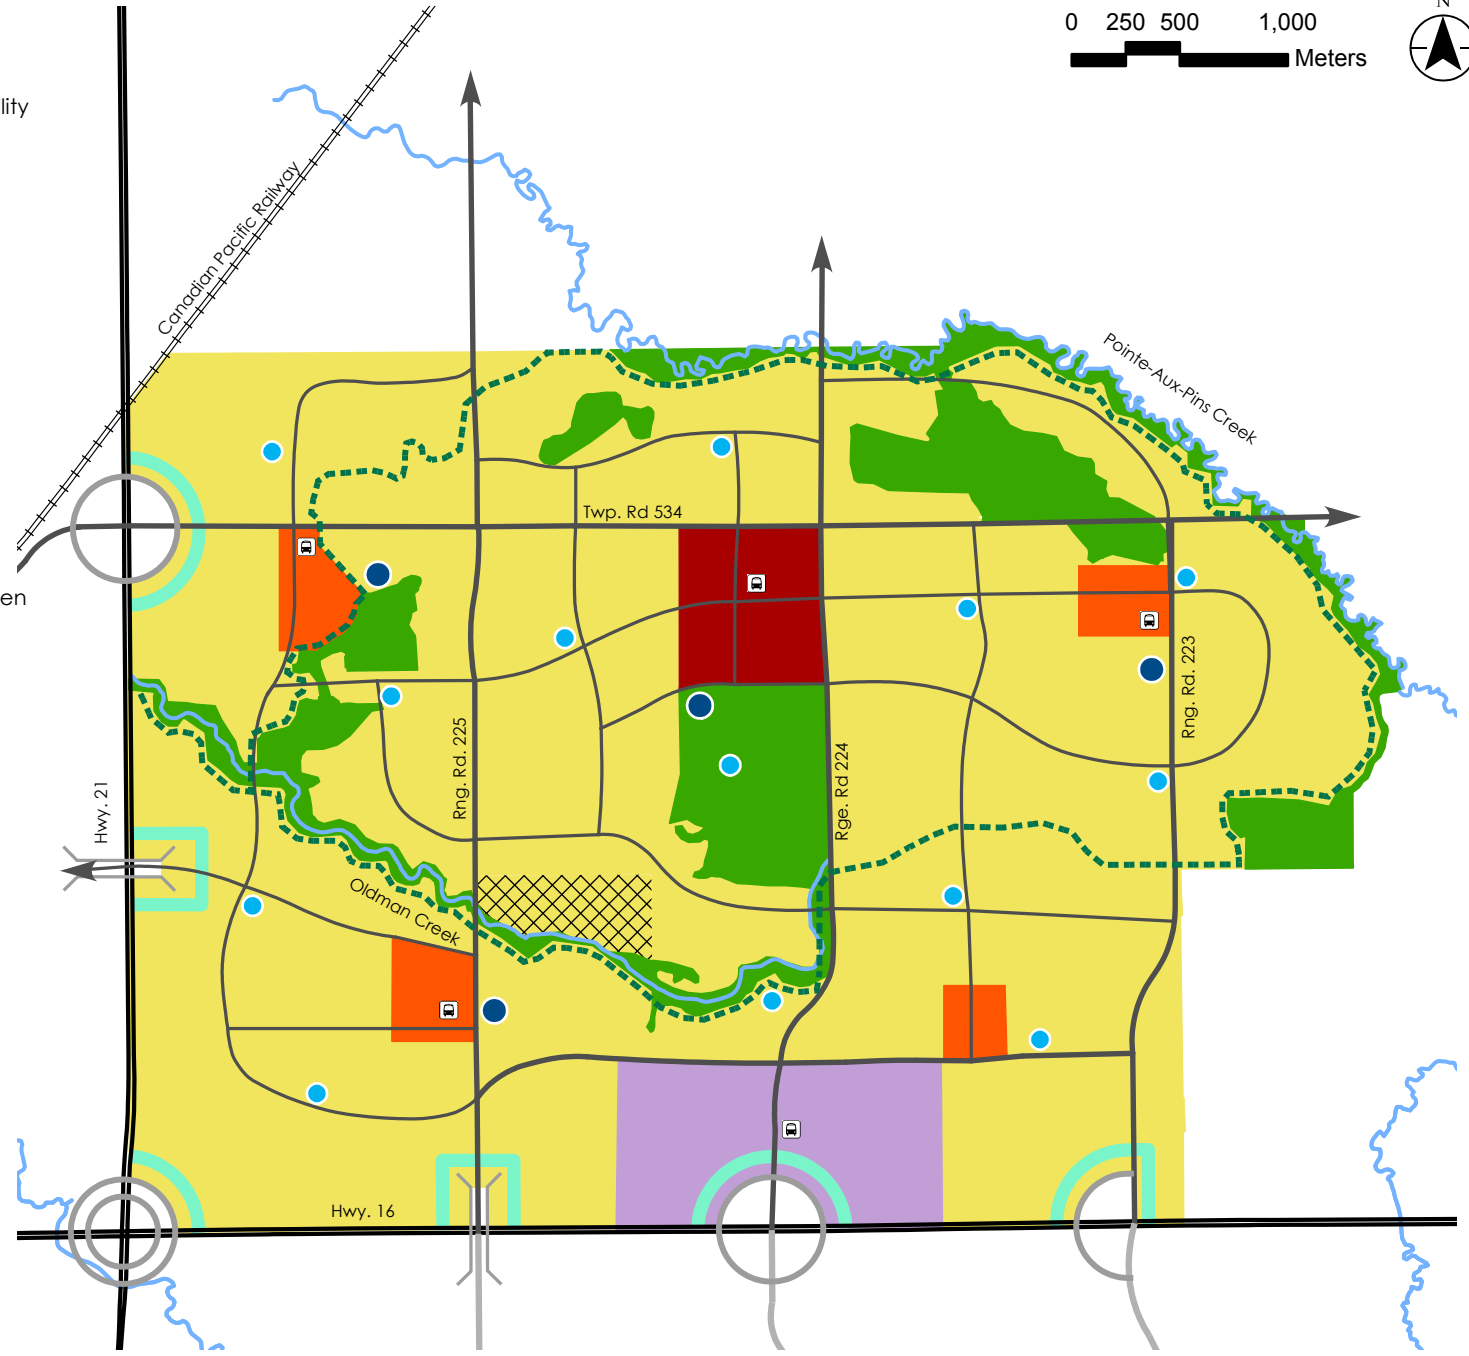 N
0 250 500 1,000
Meters
lity
Canadian Pacific Railway
Pointe-Aux-Pins Creek
Twp. Rd 534
en
Rng. Rd. 223
Rng. Rd. 225
Rge. Rd 224
Hwy. 21
Oldman Creek
Hwy. 16